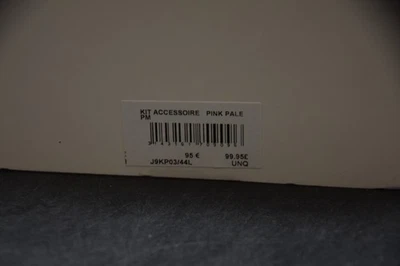 KIT ACCESSOIRE PINK PALE
PM
95 € 99.95£
J9KP03/44L UNQ